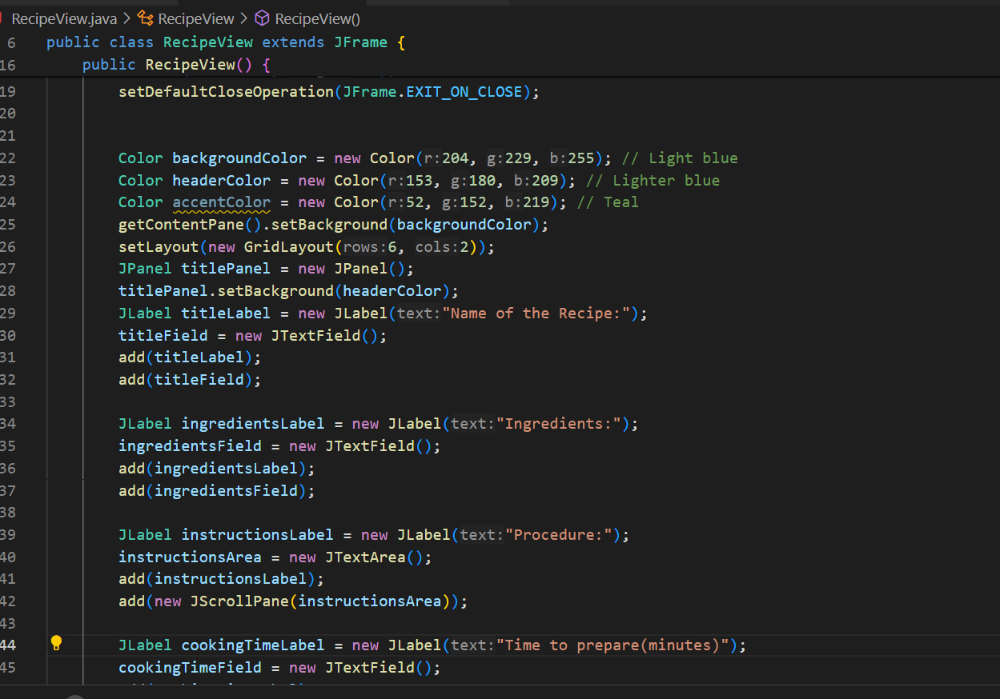 RecipeView.java > RecipeView > RecipeView()
6 public class RecipeView extends JFrame {
16 public RecipeView() {
19 setDefaultCloseOperation(JFrame.EXIT_ON_CLOSE);
20
21
22 Color backgroundColor = new Color(r:204, g:229, b:255); // Light blue
23 Color headerColor = new Color(r:153, g:180, b:209); // Lighter blue
24 Color accentColor = new Color(r:52, g:152, b:219); // Teal
25 getContentPane().setBackground(backgroundColor);
26 setLayout(new GridLayout(rows:6, cols:2));
27 JPanel titlePanel = new JPanel();
28 titlePanel.setBackground(headerColor);
29 JLabel titleLabel = new JLabel(text:"Name of the Recipe:");
30 titleField = new JTextField();
31 add(titleLabel);
32 add(titleField);
33
34 JLabel ingredientsLabel = new JLabel(text:"Ingredients:");
35 ingredientsField = new JTextField();
36 add(ingredientsLabel);
37 add(ingredientsField);
38
39 JLabel instructionsLabel = new JLabel(text:"Procedure:");
40 instructionsArea = new JTextArea();
41 add(instructionsLabel);
42 add(new JScrollPane(instructionsArea));
43
44 JLabel cookingTimeLabel = new JLabel(text:"Time to prepare(minutes)");
45 cookingTimeField = new JTextField();